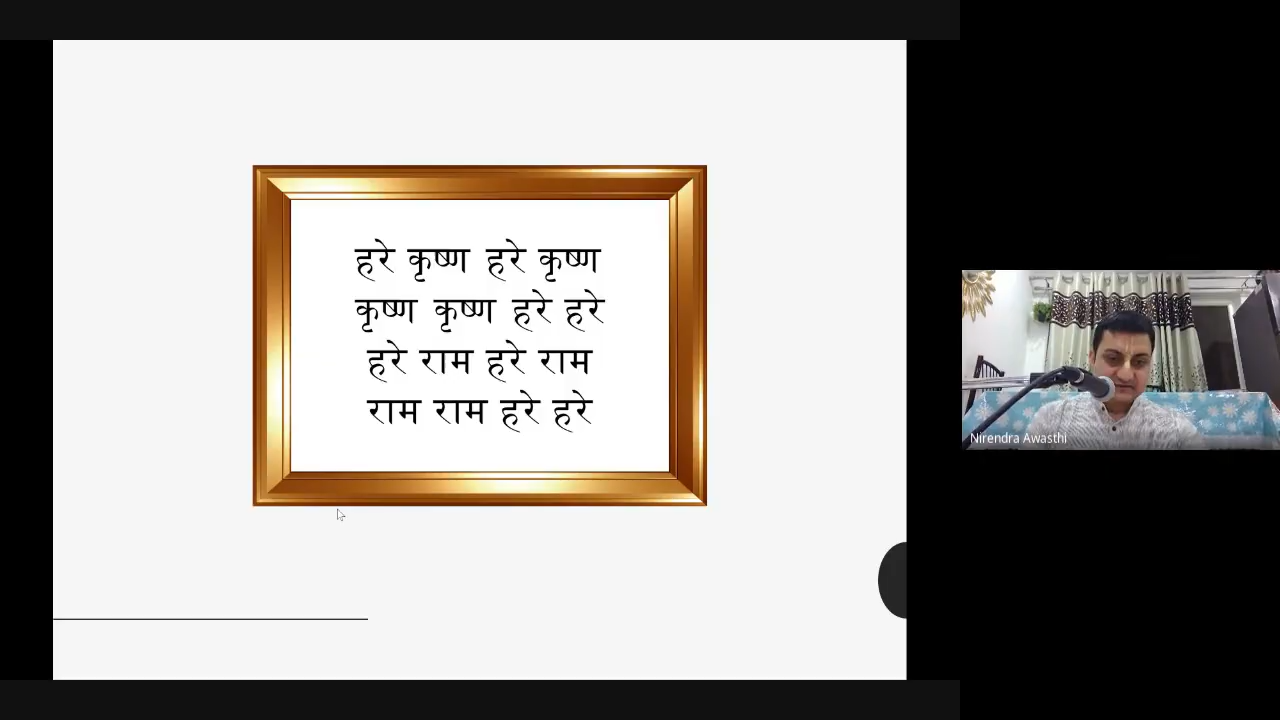 हरे कृष्ण हरे कृष्ण
कृष्ण कृष्ण हरे हरे
हरे राम हरे राम
राम राम हरे हरे
Nirendra Awasthi